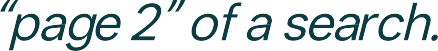 “page 2” of a search.